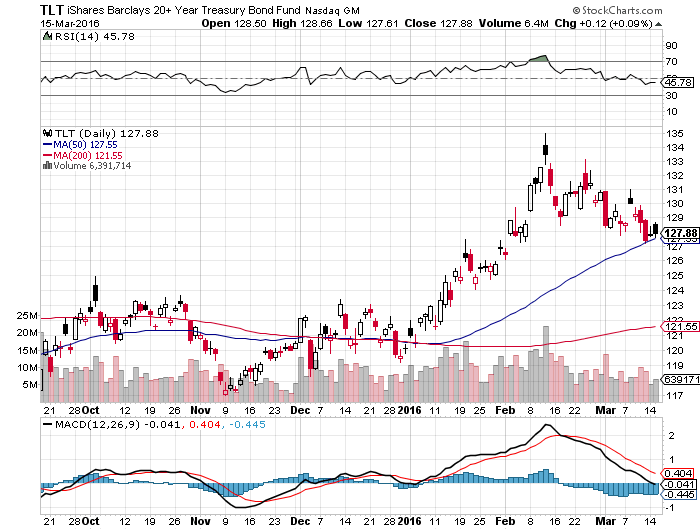 TLT iShares Barclays 20+ Year Treasury Bond Fund Nasdaq GM
© StockCharts.com
15-Mar-2016
Open 128.50 High 128.66 Low 127.61 Close 127.88 Volume 6.4M Chg +0.12 (+0.09%)
RSI(14) 45.78
90
70
50
45.78
30
10
TLT (Daily) 127.88
MA(50) 127.55
MA(200) 121.55
Volume 6,391,714
135
134
133
132
131
130
129
128
127.88
127.55
127
126
125
124
123
122
121.55
121
120
119
118
117
25M
20M
15M
10M
5M
6391714
21 28 Oct 12 19 26 Nov 9 16 23 Dec 7 14 21 28 2016 11 19 25 Feb 8 16 22 Mar 7 14
MACD(12,26,9) -0.041, 0.404, -0.445
2
1
0.404
-0.041
-0.445
-1
21 28 Oct 12 19 26 Nov 9 16 23 Dec 7 14 21 28 2016 11 19 25 Feb 8 16 22 Mar 7 14